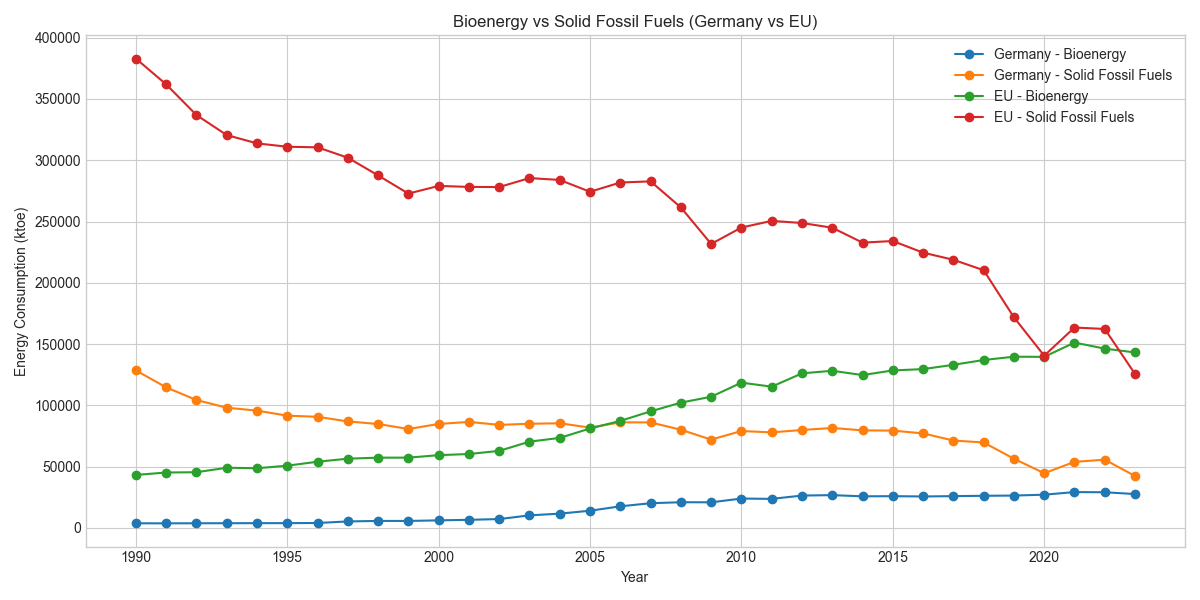 Bioenergy vs Solid Fossil Fuels (Germany vs EU)
400000
350000
300000
250000
200000
150000
100000
50000
0
Energy Consumption (ktoe)
Germany - Bioenergy
Germany - Solid Fossil Fuels
EU - Bioenergy
EU - Solid Fossil Fuels
1990 1995 2000 2005 2010 2015 2020
Year